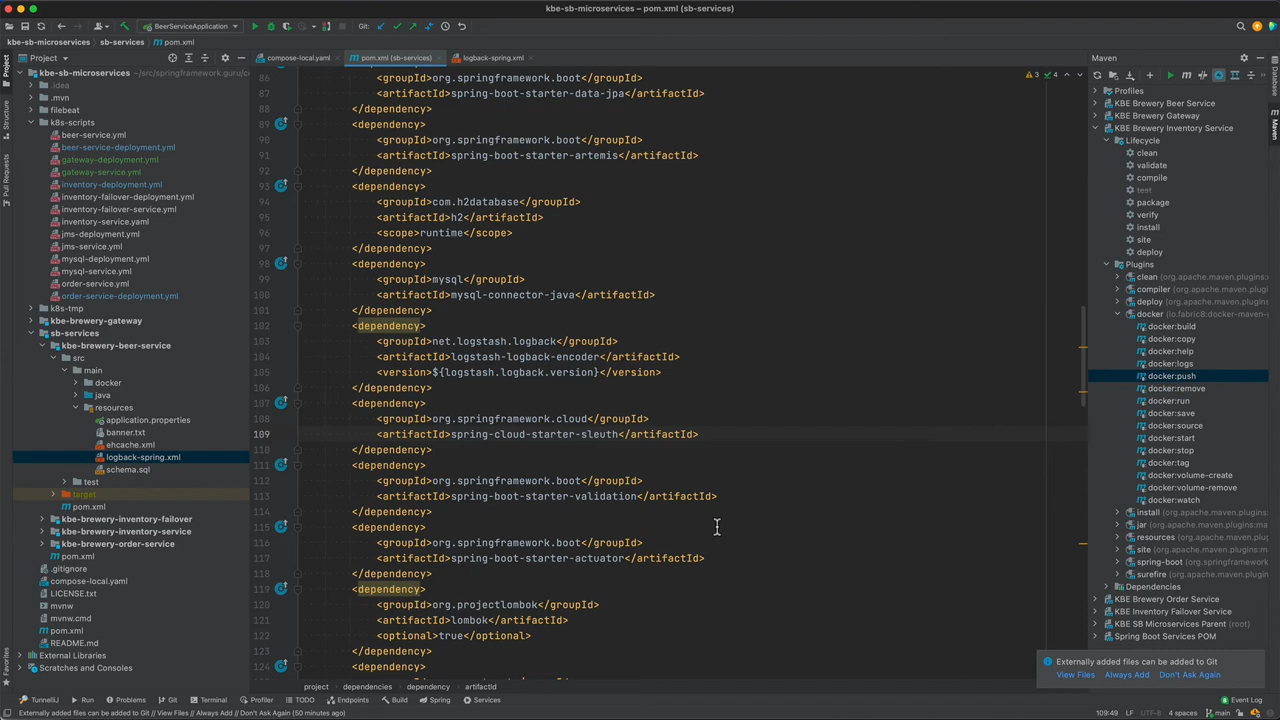 kbe-sb-microservices – pom.xml (sb-services)
BeerServiceApplication
Git:
kbe-sb-microservices
sb-services
pom.xml
Project
compose-local.yaml
pom.xml (sb-services)
logback-spring.xml
Maven
kbe-sb-microservices ~/src/springframework.guru/c
.idea
.mvn
filebeat
k8s-scripts
beer-service.yml
beer-service-deployment.yml
gateway-deployment.yml
gateway-service.yml
inventory-deployment.yml
inventory-failover-deployment.yml
inventory-failover-service.yml
inventory-service.yaml
jms-deployment.yml
jms-service.yml
mysql-deployment.yml
mysql-service.yml
order-service.yml
order-service-deployment.yml
k8s-tmp
kbe-brewery-gateway
sb-services
kbe-brewery-beer-service
src
main
docker
java
resources
application.properties
banner.txt
ehcache.xml
logback-spring.xml
schema.sql
test
target
pom.xml
kbe-brewery-inventory-failover
kbe-brewery-inventory-service
kbe-brewery-order-service
pom.xml
.gitignore
compose-local.yaml
LICENSE.txt
mvnw
mvnw.cmd
pom.xml
README.md
External Libraries
Scratches and Consoles
Project
Structure
Pull Requests
Favorites
86 <groupId>org.springframework.boot</groupId>
87 <artifactId>spring-boot-starter-data-jpa</artifactId>
88 </dependency>
89 <dependency>
90 <groupId>org.springframework.boot</groupId>
91 <artifactId>spring-boot-starter-artemis</artifactId>
92 </dependency>
93 <dependency>
94 <groupId>com.h2database</groupId>
95 <artifactId>h2</artifactId>
96 <scope>runtime</scope>
97 </dependency>
98 <dependency>
99 <groupId>mysql</groupId>
100 <artifactId>mysql-connector-java</artifactId>
101 </dependency>
102 <dependency>
103 <groupId>net.logstash.logback</groupId>
104 <artifactId>logstash-logback-encoder</artifactId>
105 <version>${logstash.logback.version}</version>
106 </dependency>
107 <dependency>
108 <groupId>org.springframework.cloud</groupId>
109 <artifactId>spring-cloud-starter-sleuth</artifactId>
110 </dependency>
111 <dependency>
112 <groupId>org.springframework.boot</groupId>
113 <artifactId>spring-boot-starter-validation</artifactId>
114 </dependency>
115 <dependency>
116 <groupId>org.springframework.boot</groupId>
117 <artifactId>spring-boot-starter-actuator</artifactId>
118 </dependency>
119 <dependency>
120 <groupId>org.projectlombok</groupId>
121 <artifactId>lombok</artifactId>
122 <optional>true</optional>
123 </dependency>
124 <dependency>
3 4
project
dependencies
dependency
artifactId
Profiles
KBE Brewery Beer Service
KBE Brewery Gateway
KBE Brewery Inventory Service
Lifecycle
clean
validate
compile
test
package
verify
install
site
deploy
Plugins
clean (org.apache.maven.plugins:
compiler (org.apache.maven.plugi
deploy (org.apache.maven.plugins
docker (io.fabric8:docker-maven-
docker:build
docker:copy
docker:help
docker:logs
docker:push
docker:remove
docker:run
docker:save
docker:source
docker:start
docker:stop
docker:tag
docker:volume-create
docker:volume-remove
docker:watch
install (org.apache.maven.plugins:
jar (org.apache.maven.plugins:m
resources (org.apache.maven.plug
site (org.apache.maven.plugins:m
spring-boot (org.springframework
surefire (org.apache.maven.plugin
Dependencies
KBE Brewery Order Service
KBE Inventory Failover Service
KBE SB Microservices Parent (root)
Spring Boot Services POM
Database
Maven
Externally added files can be added to Git
View Files
Always Add
Don't Ask Again
TunnelliJ
Run
Problems
Git
Terminal
Profiler
TODO
Endpoints
Build
Spring
Services
Event Log
Externally added files can be added to Git // View Files // Always Add // Don't Ask Again (50 minutes ago)
109:49 LF UTF-8 4 spaces main